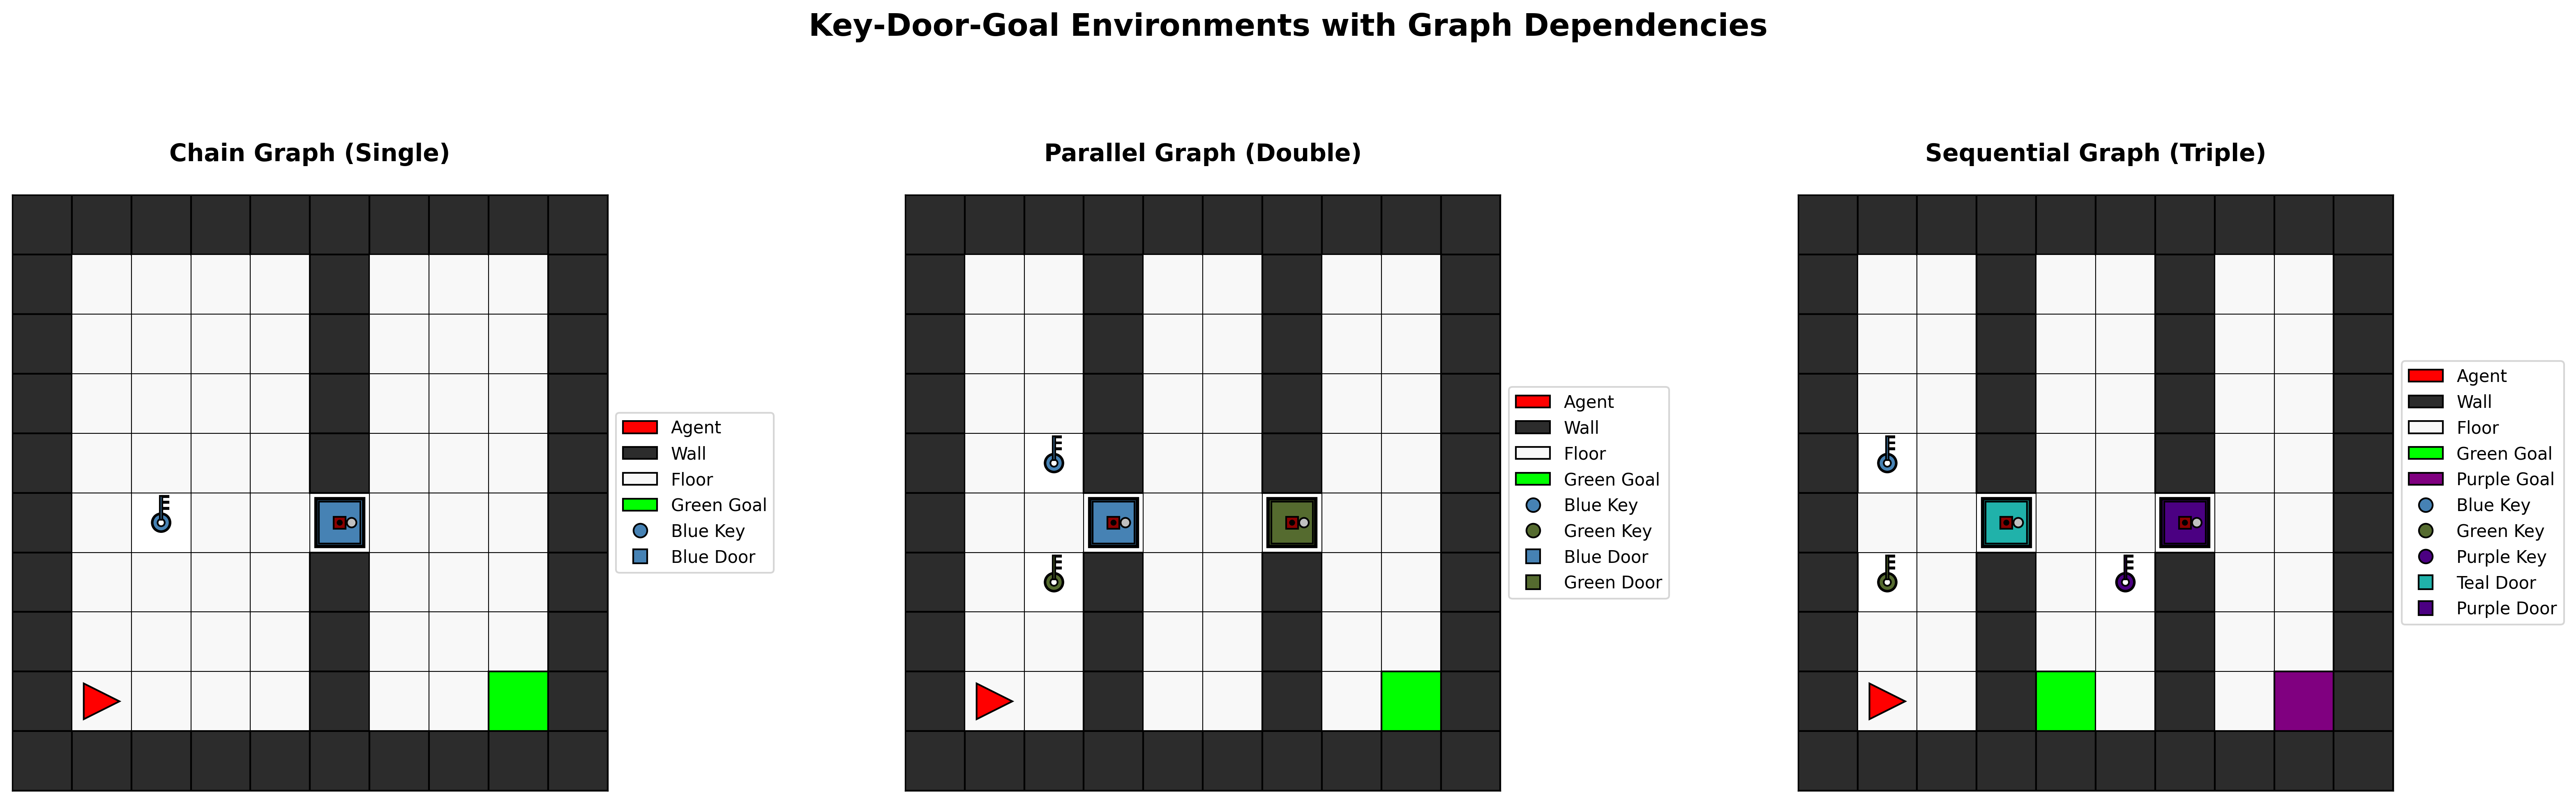 Key-Door-Goal Environments with Graph Dependencies
Chain Graph (Single)
Agent
Wall
Floor
Green Goal
Blue Key
Blue Door
Parallel Graph (Double)
Agent
Wall
Floor
Green Goal
Blue Key
Green Key
Blue Door
Green Door
Sequential Graph (Triple)
Agent
Wall
Floor
Green Goal
Purple Goal
Blue Key
Green Key
Purple Key
Teal Door
Purple Door